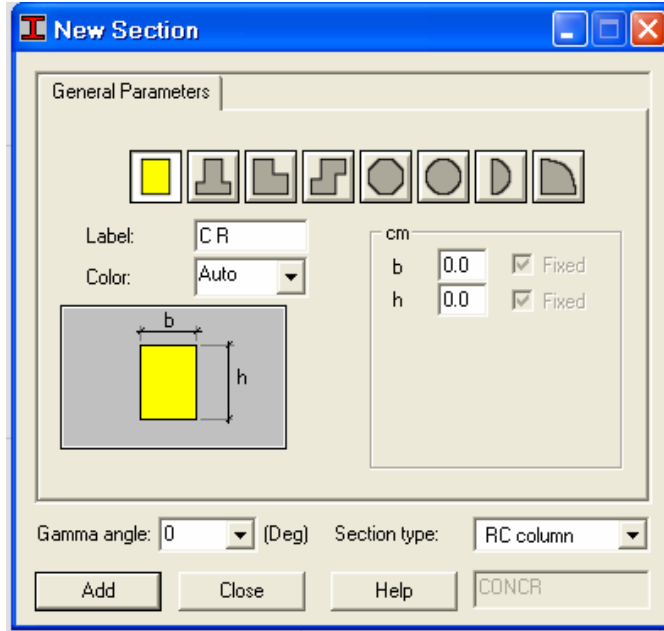 New Section
General Parameters
Label: C R
Color: Auto
cm
b 0.0 Fixed
h 0.0 Fixed
b
h
Gamma angle: 0 (Deg) Section type: RC column
Add Close Help CONCR